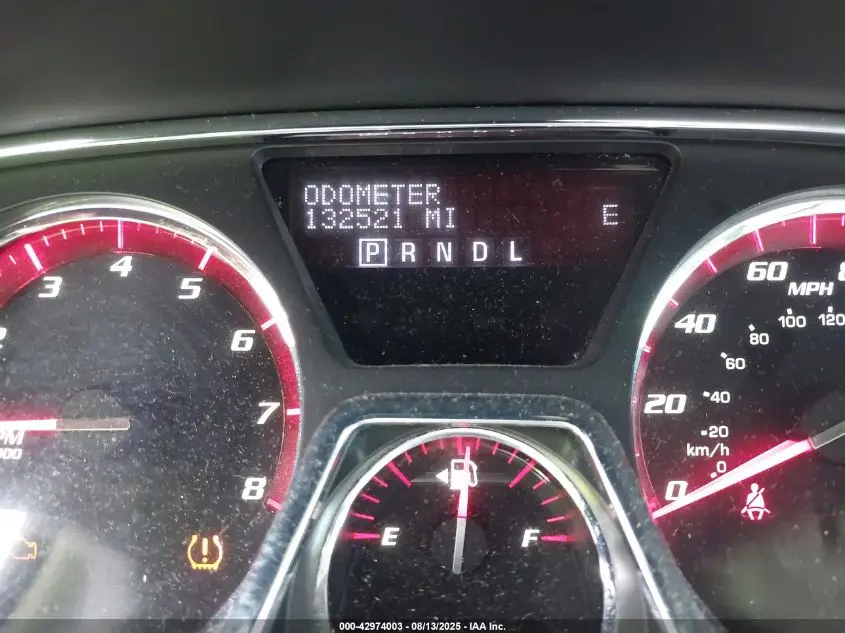 ODOMETER
132521 MI E
P R N D L
3 4 5 6 7 8
20 40 60
MPH
0 20 40 60 80 100 120
km/h
0
E F
000-42974003 - 08/13/2025 - IAA Inc.